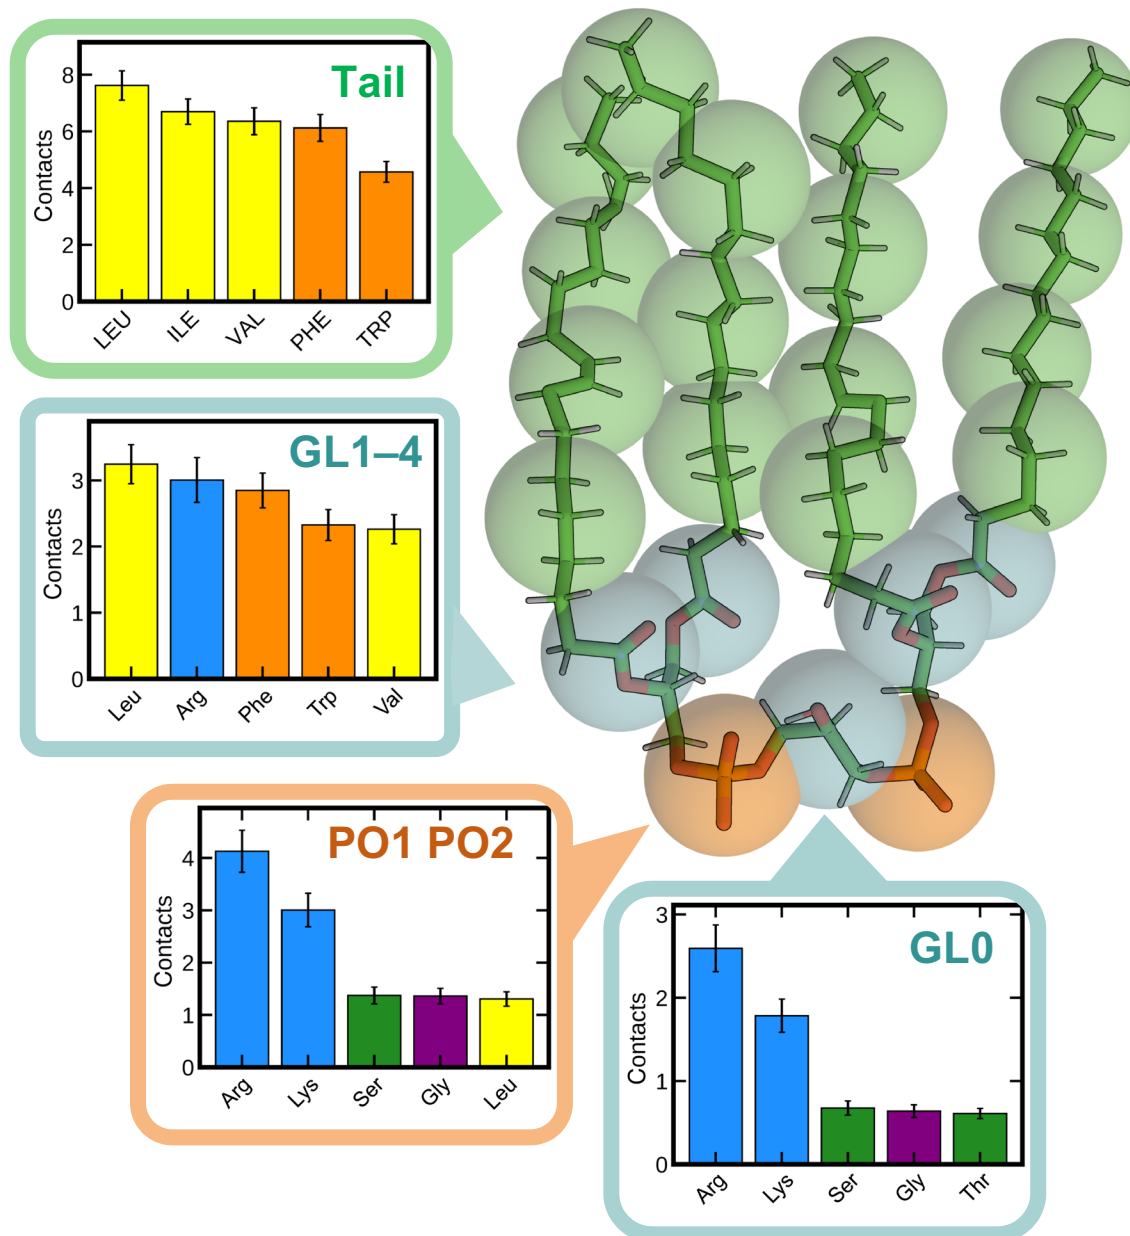 Tail
Contacts
8
6
4
2
0
LEU ILE VAL PHE TRP
GL1–4
Contacts
3
2
1
0
Leu Arg Phe Trp Val
PO1 PO2
Contacts
4
3
2
1
0
Arg Lys Ser Gly Leu
GL0
Contacts
3
2
1
0
Arg Lys Ser Gly Thr